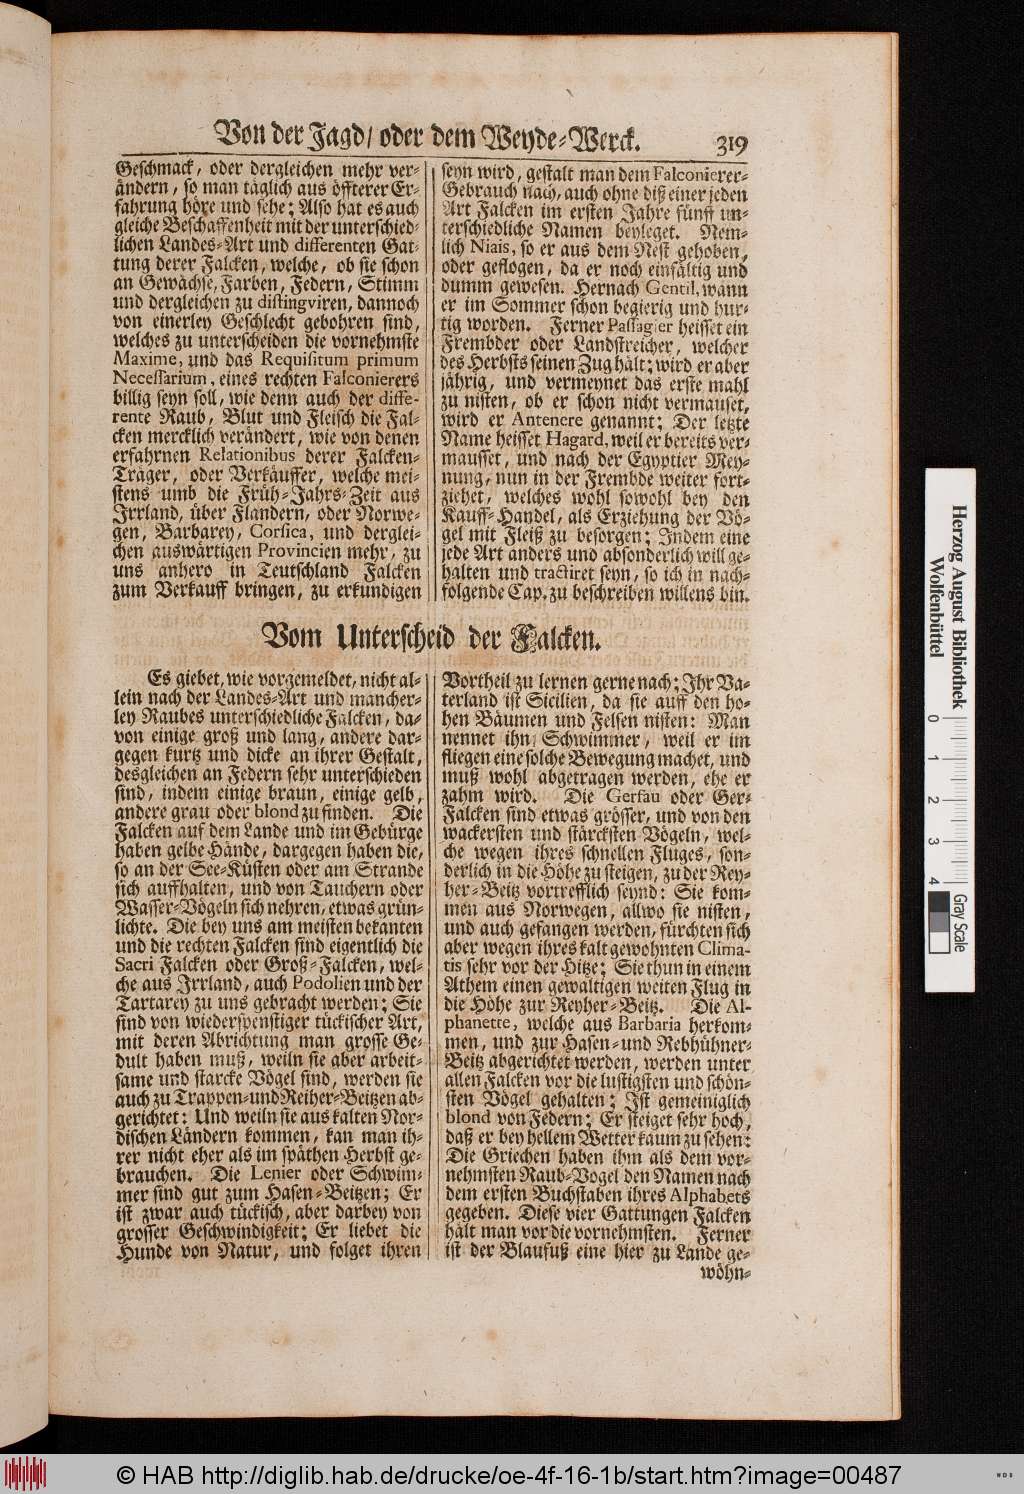 Von der Jagd/ oder dem Weyde-Werck. 319
Geschmack, oder dergleichen mehr ver-
ändern, so man täglich aus öffterer Er-
fahrung höre und sehe; Also hat es auch
gleiche Beschaffenheit mit der unterschied-
lichen Landes-Art und differenten Gat-
tung derer Falcken, welche, ob sie schon
an Gewächse, Farben, Federn, Stimm
und dergleichen zu distingviren, dannoch
von einerley Geschlecht gebohren sind,
welches zu unterscheiden die vornehmste
Maxime, und das Requisitum primum
Necessarium, eines rechten Falconierers
billig seyn soll, wie denn auch der diffe-
rente Raub, Blut und Fleisch die Fal-
cken mercklich verändert, wie von denen
erfahrnen Relationibus derer Falcken-
Träger, oder Verkäuffer, welche mei-
stens umb die Früh-Jahrs-Zeit aus
Irrland, über Flandern, oder Norwe-
gen, Barbarey, Corsica, und derglei-
chen auswärtigen Provincien mehr, zu
uns anhero in Teutschland Falcken
zum Verkauff bringen, zu erkundigen
seyn wird, gestalt man dem Falconierer-
Gebrauch nach, auch ohne diß einer jeden
Art Falcken im ersten Jahre fünff un-
terschiedliche Namen beyleget. Nem-
lich Niais, so er aus dem Nest gehoben,
oder geflogen, da er noch einfältig und
dumm gewesen. Hernach Gentil, wann
er im Sommer schon begierig und hur-
tig worden. Ferner Passagier heisset ein
Frembder oder Landstreicher, welcher
des Herbsts seinen Zug hält; wird er aber
jährig, und vermeynet das erste mahl
zu nisten, ob er schon nicht vermauset,
wird er Antenere genannt; Der letzte
Name heisset Hagard, weil er bereits ver-
mausset, und nach der Egyptier Mey-
nung, nun in der Frembde weiter fort-
ziehet, welches wohl sowohl bey den
Kauff-Handel, als Erziehung der Vö-
gel mit Fleiß zu besorgen; Indem eine
jede Art anders und absonderlich will ge-
halten und tractiret seyn, so ich in nach-
folgende Cap. zu beschreiben willens bin.
Vom Unterscheid der Falcken.
Es giebet, wie vorgemeldet, nicht al-
lein nach der Landes-Art und mancher-
ley Raubes unterschiedliche Falcken, da-
von einige groß und lang, andere dar-
gegen kurtz und dicke an ihrer Gestalt,
desgleichen an Federn sehr unterschieden
sind, indem einige braun, einige gelb,
andere grau oder blond zu finden. Die
Falcken auf dem Lande und im Gebürge
haben gelbe Hände, dargegen haben die,
so an der See-Küsten oder am Strande
sich auffhalten, und von Tauchern oder
Wasser-Vögeln sich nehren, etwas grün-
lichte. Die bey uns am meisten bekanten
und die rechten Falcken sind eigentlich die
Sacri Falcken oder Groß-Falcken, wel-
che aus Irrland, auch Podolien und der
Tartarey zu uns gebracht werden; Sie
sind von wiederspenstiger tückischer Art,
mit deren Abrichtung man grosse Ge-
dult haben muß, weiln sie aber arbeit-
same und starcke Vögel sind, werden sie
auch zu Trappen-und Reiher-Beitzen ab-
gerichtet: Und weiln sie aus kalten Nor-
dischen Ländern kommen, kan man ih-
rer nicht eher als im späthen Herbst ge-
brauchen. Die Lenier oder Schwim-
mer sind gut zum Hasen-Beitzen; Er
ist zwar auch tückisch, aber darbey von
grosser Geschwindigkeit; Er liebet die
Hunde von Natur, und folget ihren
Vortheil zu lernen gerne nach; Ihr Va-
terland ist Sicilien, da sie auff den ho-
hen Bäumen und Felsen nisten: Man
nennet ihn Schwimmer, weil er im
fliegen eine solche Bewegung machet, und
muß wohl abgetragen werden, ehe er
zahm wird. Die Gerfau oder Ger-
Falcken sind etwas grösser, und von den
wackersten und stärcksten Vögeln, wel-
che wegen ihres schnellen Fluges, son-
derlich in die Höhe zu steigen, zu der Rey-
her-Beitz vortrefflich seynd: Sie kom-
men aus Norwegen, allwo sie nisten,
und auch gefangen werden, fürchten sich
aber wegen ihres kalt gewohnten Clima-
tis sehr vor der Hitze; Sie thun in einem
Athem einen gewaltigen weiten Flug in
die Höhe zur Reyher-Beitz. Die Al-
phanette, welche aus Barbaria herkom-
men, und zur Hasen-und Rebhühner-
Beitz abgerichtet werden, werden unter
allen Falcken vor die lustigsten und schön-
sten Vögel gehalten; Ist gemeiniglich
blond von Federn; Er steiget sehr hoch,
daß er bey hellem Wetter kaum zu sehen:
Die Griechen haben ihm als dem vor-
nehmsten Raub-Vogel den Namen nach
dem ersten Buchstaben ihres Alphabets
gegeben. Diese vier Gattungen Falcken
hält man vor die vornehmsten. Ferner
ist der Blaufuß eine hier zu Lande ge-
wöhn-
Herzog August Bibliothek
Wolfenbüttel
0 1 2 3 4
Gray Scale
© HAB http://diglib.hab.de/drucke/oe-4f-16-1b/start.htm?image=00487